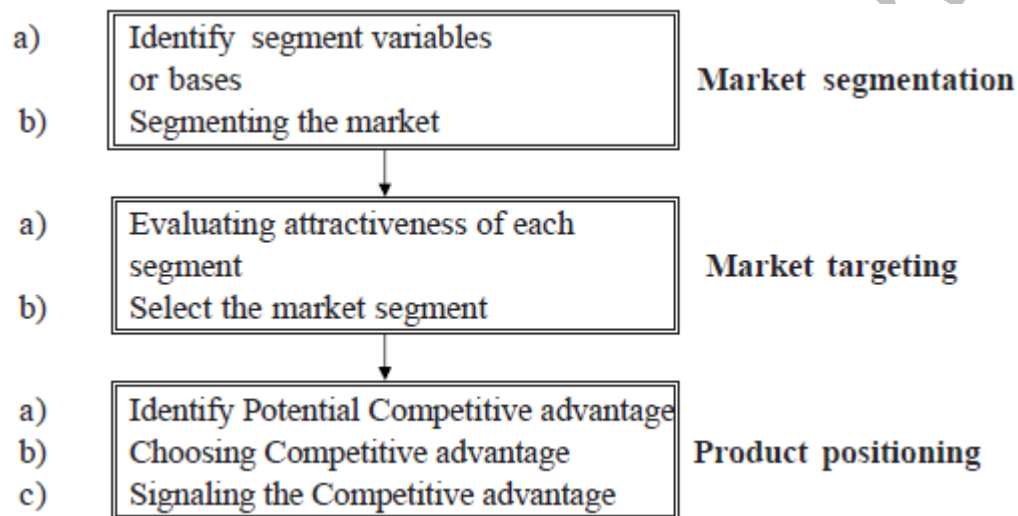 a) Identify segment variables
or bases
Market segmentation
b) Segmenting the market
a) Evaluating attractiveness of each
segment
Market targeting
b) Select the market segment
a) Identify Potential Competitive advantage
b) Choosing Competitive advantage
Product positioning
c) Signaling the Competitive advantage